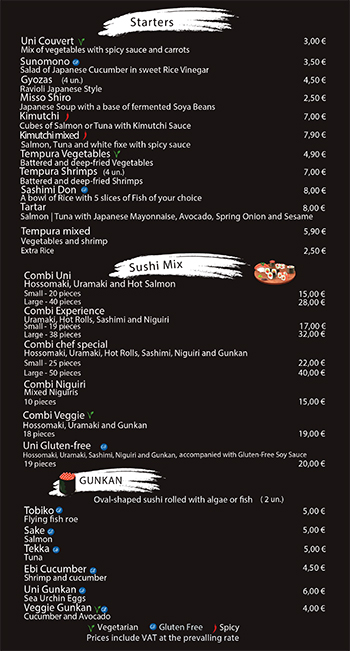 Starters
Uni Couvert 3,00 €
Mix of vegetables with spicy sauce and carrots
Sunomono 3,50 €
Salad of Japanese Cucumber in sweet Rice Vinegar
Gyozas (4 un.) 4,50 €
Ravioli Japanese Style
Misso Shiro 2,50 €
Japanese Soup with a base of fermented Soya Beans
Kimutchi 7,00 €
Cubes of Salmon or Tuna with Kimutchi Sauce
Kimutchi mixed 7,90 €
Salmon, Tuna and white fixe with spicy sauce
Tempura Vegetables 4,90 €
Battered and deep-fried Vegetables
Tempura Shrimps (4 un.) 7,00 €
Battered and deep-fried Shrimps
Sashimi Don 8,00 €
A bowl of Rice with 5 slices of Fish of your choice
Tartar 8,00 €
Salmon | Tuna with Japanese Mayonnaise, Avocado, Spring Onion and Sesame
Tempura mixed 5,90 €
Vegetables and shrimp
Extra Rice 2,50 €
Sushi Mix
Combi Uni
Hossomaki, Uramaki and Hot Salmon
Small - 20 pieces 15,00 €
Large - 40 pieces 28,00 €
Combi Experience
Uramaki, Hot Rolls, Sashimi and Niguiri
Small - 19 pieces 17,00 €
Large - 38 pieces 32,00 €
Combi chef special
Hossomaki, Uramaki, Hot Rolls, Sashimi, Niguiri and Gunkan
Small - 25 pieces 22,00 €
Large - 50 pieces 40,00 €
Combi Niguiri
Mixed Niguiris
10 pieces 15,00 €
Combi Veggie
Hossomaki, Uramaki and Gunkan
18 pieces 19,00 €
Uni Gluten-free
Hossomaki, Uramaki, Sashimi, Niguiri and Gunkan, accompanied with Gluten-Free Soy Sauce
19 pieces 20,00 €
GUNKAN
Oval-shaped sushi rolled with algae or fish (2 un.)
Tobiko 5,00 €
Flying fish roe
Sake 5,00 €
Salmon
Tekka 5,00 €
Tuna
Ebi Cucumber 4,50 €
Shrimp and cucumber
Uni Gunkan 6,00 €
Sea Urchin Eggs
Veggie Gunkan 4,00 €
Cucumber and Avocado
Vegetarian Gluten Free Spicy
Prices include VAT at the prevalling rate